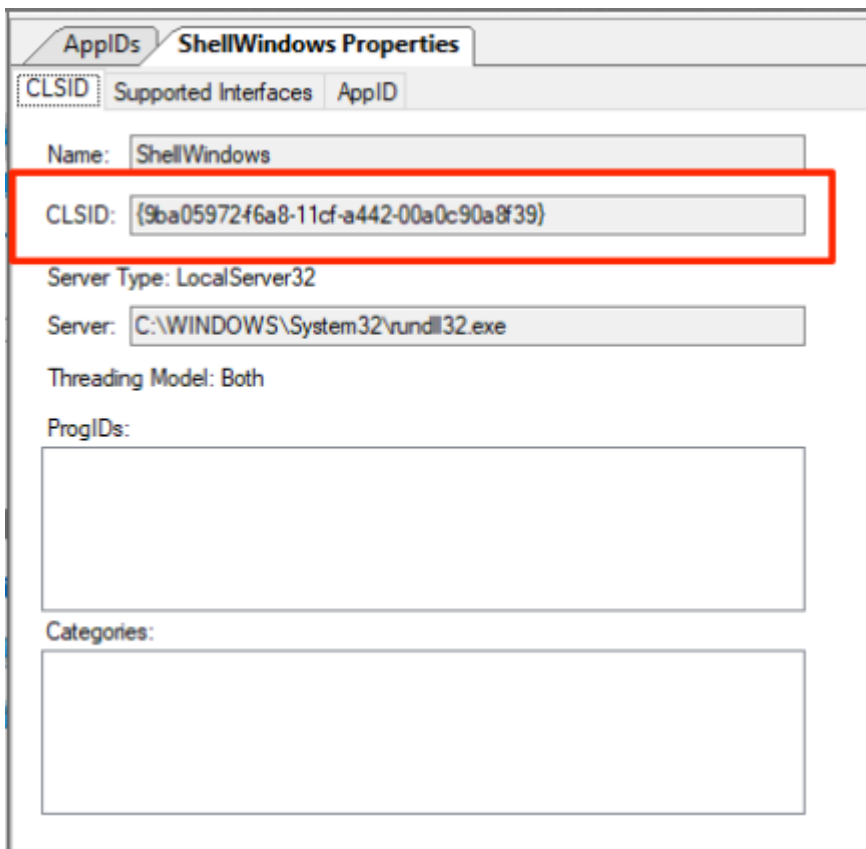 AppIDs ShellWindows Properties
CLSID Supported Interfaces AppID
Name: ShellWindows
CLSID: {9ba05972-f6a8-11cf-a442-00a0c90a8f39}
Server Type: LocalServer32
Server: C:\WINDOWS\System32\rundll32.exe
Threading Model: Both
ProgIDs:
Categories: